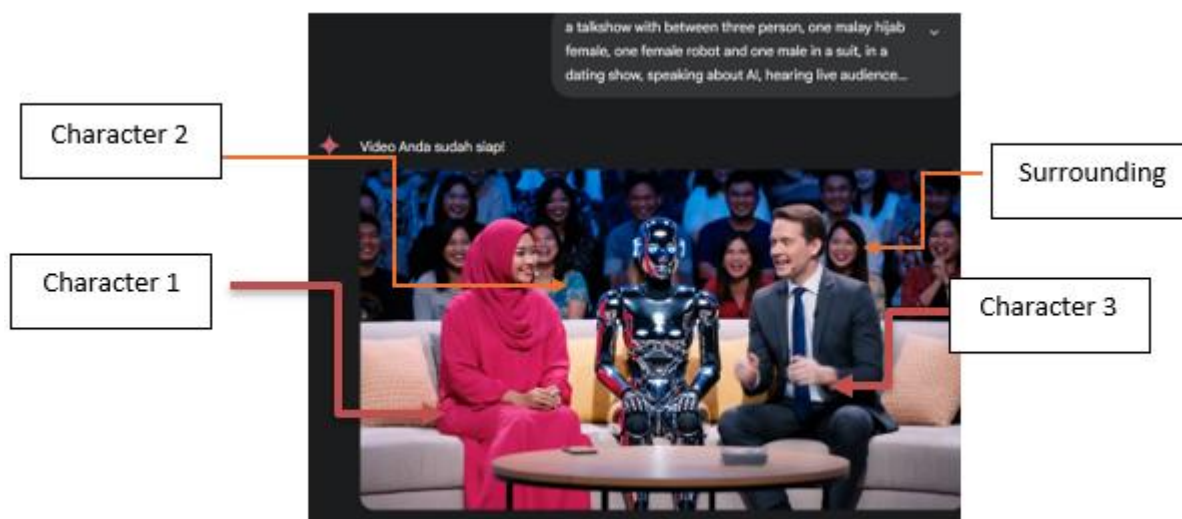 a talkshow with between three person, one malay hijab
female, one female robot and one male in a suit, in a
dating show, speaking about AI, hearing live audience...
Character 2
Video Anda sudah siap!
Surrounding
Character 1
Character 3